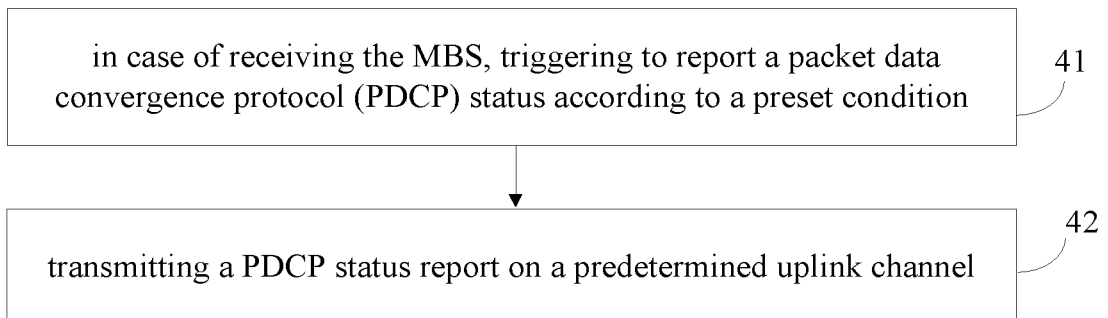 in case of receiving the MBS, triggering to report a packet data
convergence protocol (PDCP) status according to a preset condition
41
transmitting a PDCP status report on a predetermined uplink channel
42